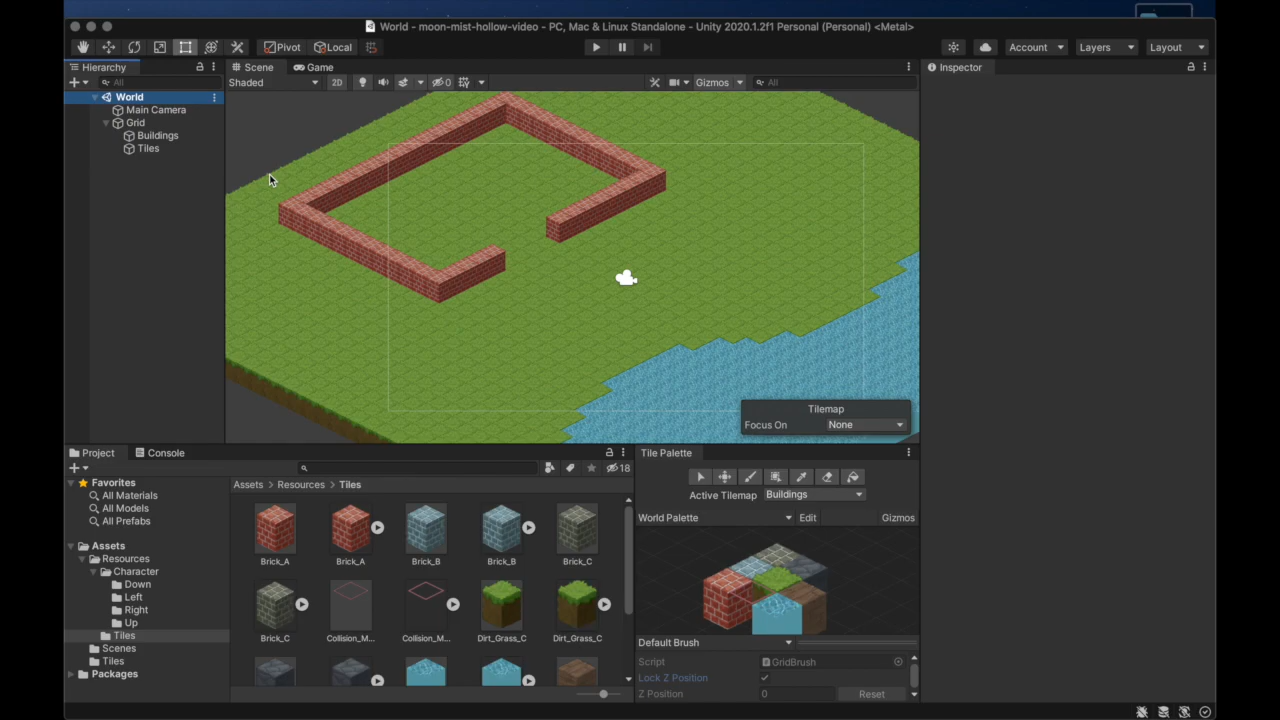 World - moon-mist-hollow-video - PC, Mac & Linux Standalone - Unity 2020.1.2f1 Personal (Personal) <Metal>
Pivot Local Account Layers Layout
Hierarchy Scene Game Inspector
All Shaded 2D 0 Gizmos All
World
Main Camera
Grid
Buildings
Tiles
Tilemap
Focus On None
Project Console Tile Palette
18
Favorites
All Materials
All Models
All Prefabs
Assets
Resources
Character
Down
Left
Right
Up
Tiles
Scenes
Tiles
Packages
Assets Resources Tiles
Brick_A Brick_A Brick_B Brick_B Brick_C
Brick_C Collision_M... Collision_M... Dirt_Grass_C Dirt_Grass_C
Active Tilemap Buildings
World Palette Edit Gizmos
Default Brush
Script GridBrush
Lock Z Position
Z Position 0 Reset